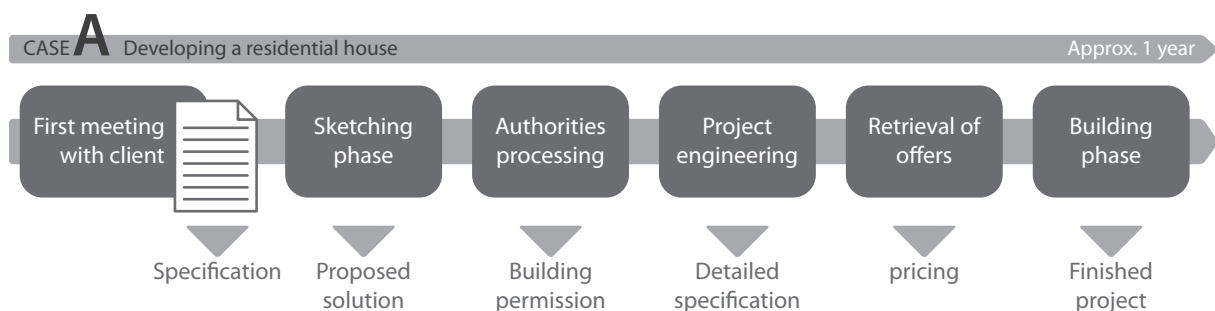 CASE A Developing a residential house Approx. 1 year
First meeting
with client
Sketching
phase
Authorities
processing
Project
engineering
Retrieval of
offers
Building
phase
Specification
Proposed
solution
Building
permission
Detailed
specification
pricing
Finished
project